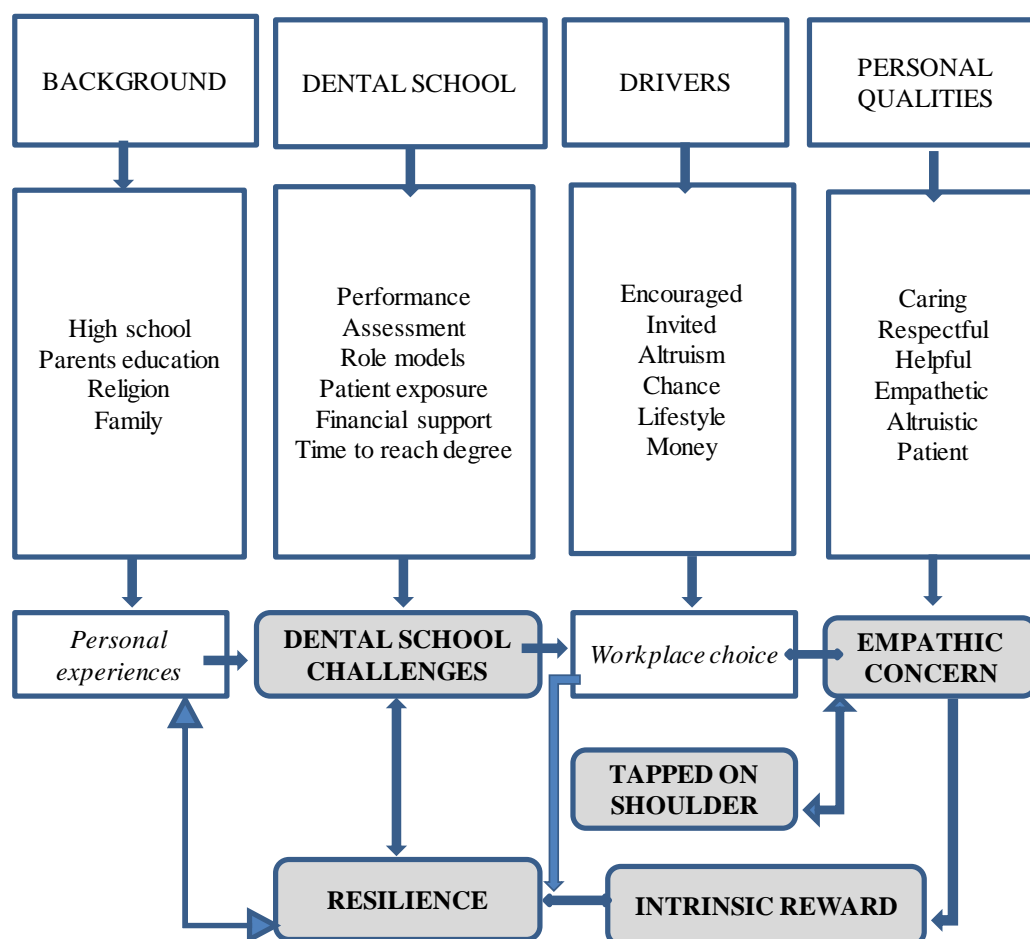 BACKGROUND
DENTAL SCHOOL
DRIVERS
PERSONAL
QUALITIES
High school
Parents education
Religion
Family
Performance
Assessment
Role models
Patient exposure
Financial support
Time to reach degree
Encouraged
Invited
Altruism
Chance
Lifestyle
Money
Caring
Respectful
Helpful
Empathetic
Altruistic
Patient
Personal
experiences
DENTAL SCHOOL
CHALLENGES
Workplace choice
EMPATHIC
CONCERN
TAPPED ON
SHOULDER
RESILIENCE
INTRINSIC REWARD